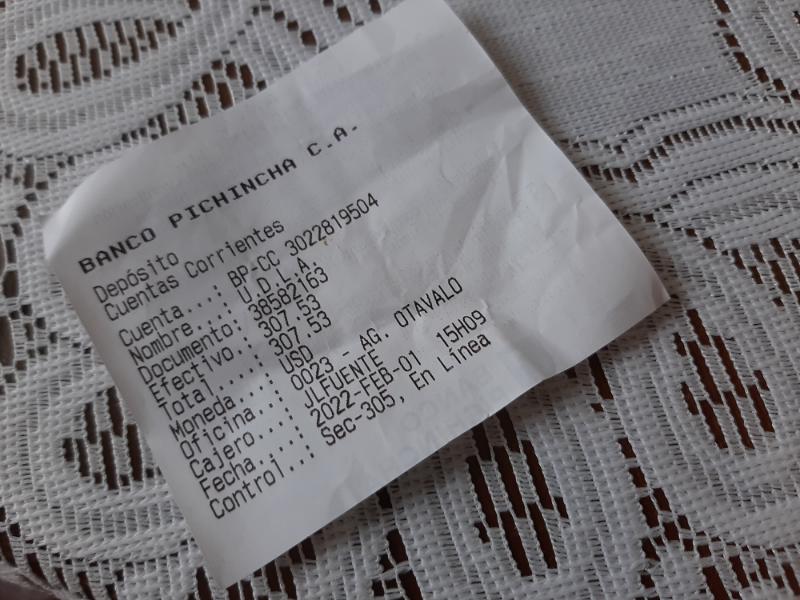 BANCO PICHINCHA C.A.
Depósito
Cuentas Corrientes
Cuenta...: BP-CC 3022819504
Nombre...: U.D.L.A.
Documento: 38582163
Efectivo.: 307.53
Total....: 307.53
Moneda...: USD
Oficina..: 0023 - AG. OTAVALO
Cajero...: JLFUENTE
Fecha....: 2022-FEB-01 15H09
Control..: Sec-305, En Línea